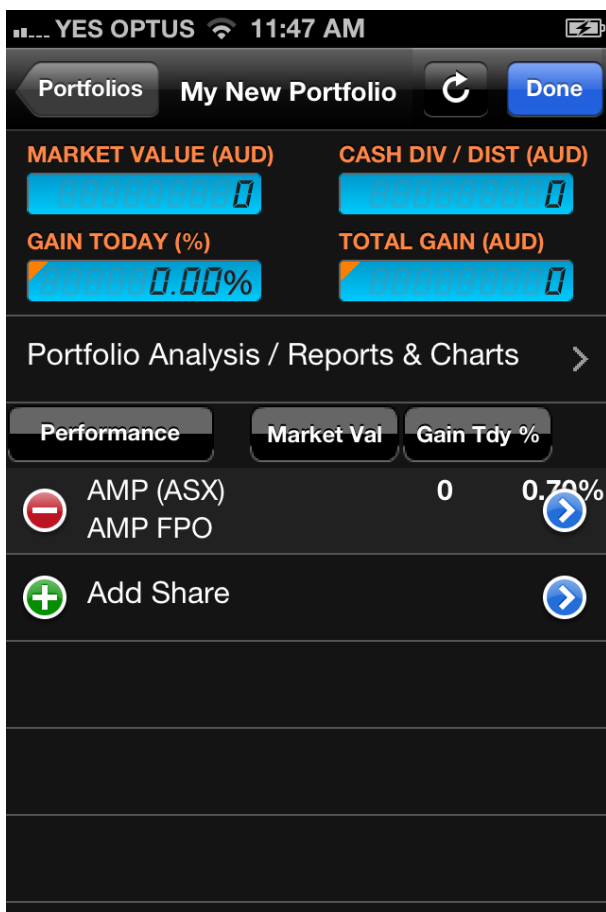 YES OPTUS 11:47 AM
Portfolios My New Portfolio Done
MARKET VALUE (AUD) CASH DIV / DIST (AUD)
0 0
GAIN TODAY (%) TOTAL GAIN (AUD)
0.00% 0
Portfolio Analysis / Reports & Charts
Performance Market Val Gain Tdy %
AMP (ASX) 0 0.70%
AMP FPO
Add Share